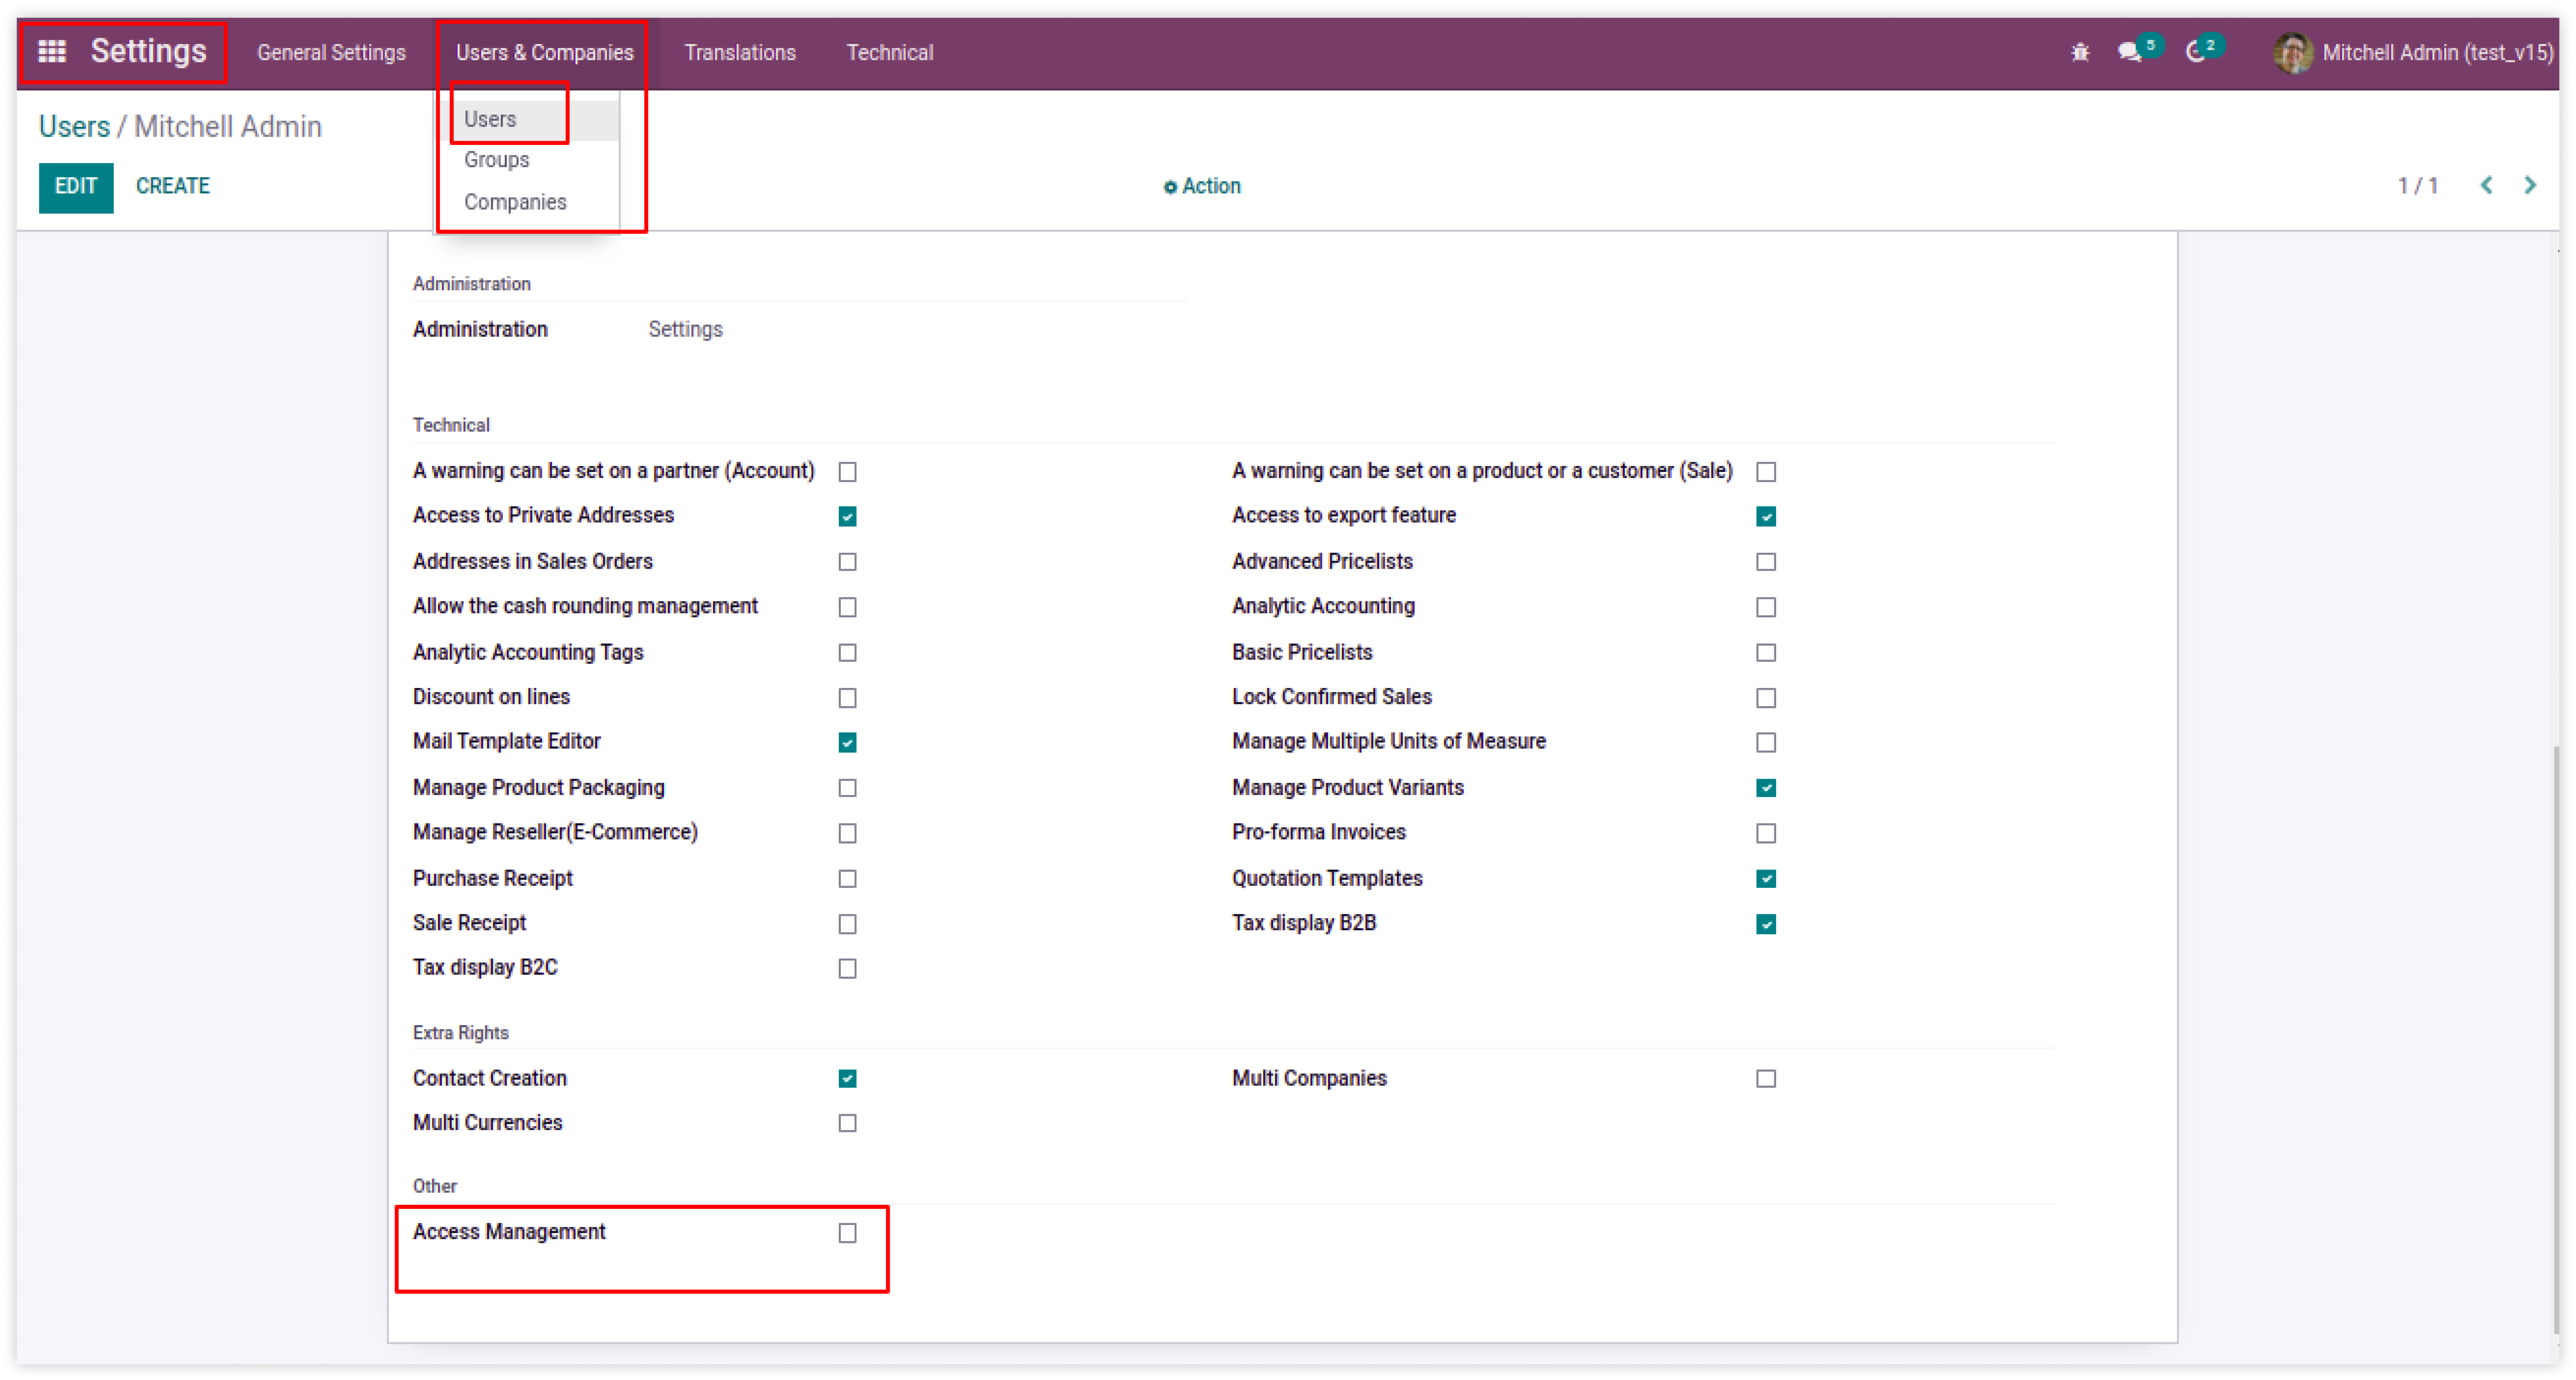 Settings General Settings Users & Companies Translations Technical 5 2 Mitchell Admin (test_v15)
Users / Mitchell Admin
Users
Groups
Companies
EDIT CREATE Action 1 / 1
Administration
Administration Settings
Technical
A warning can be set on a partner (Account) A warning can be set on a product or a customer (Sale)
Access to Private Addresses Access to export feature
Addresses in Sales Orders Advanced Pricelists
Allow the cash rounding management Analytic Accounting
Analytic Accounting Tags Basic Pricelists
Discount on lines Lock Confirmed Sales
Mail Template Editor Manage Multiple Units of Measure
Manage Product Packaging Manage Product Variants
Manage Reseller(E-Commerce) Pro-forma Invoices
Purchase Receipt Quotation Templates
Sale Receipt Tax display B2B
Tax display B2C
Extra Rights
Contact Creation Multi Companies
Multi Currencies
Other
Access Management